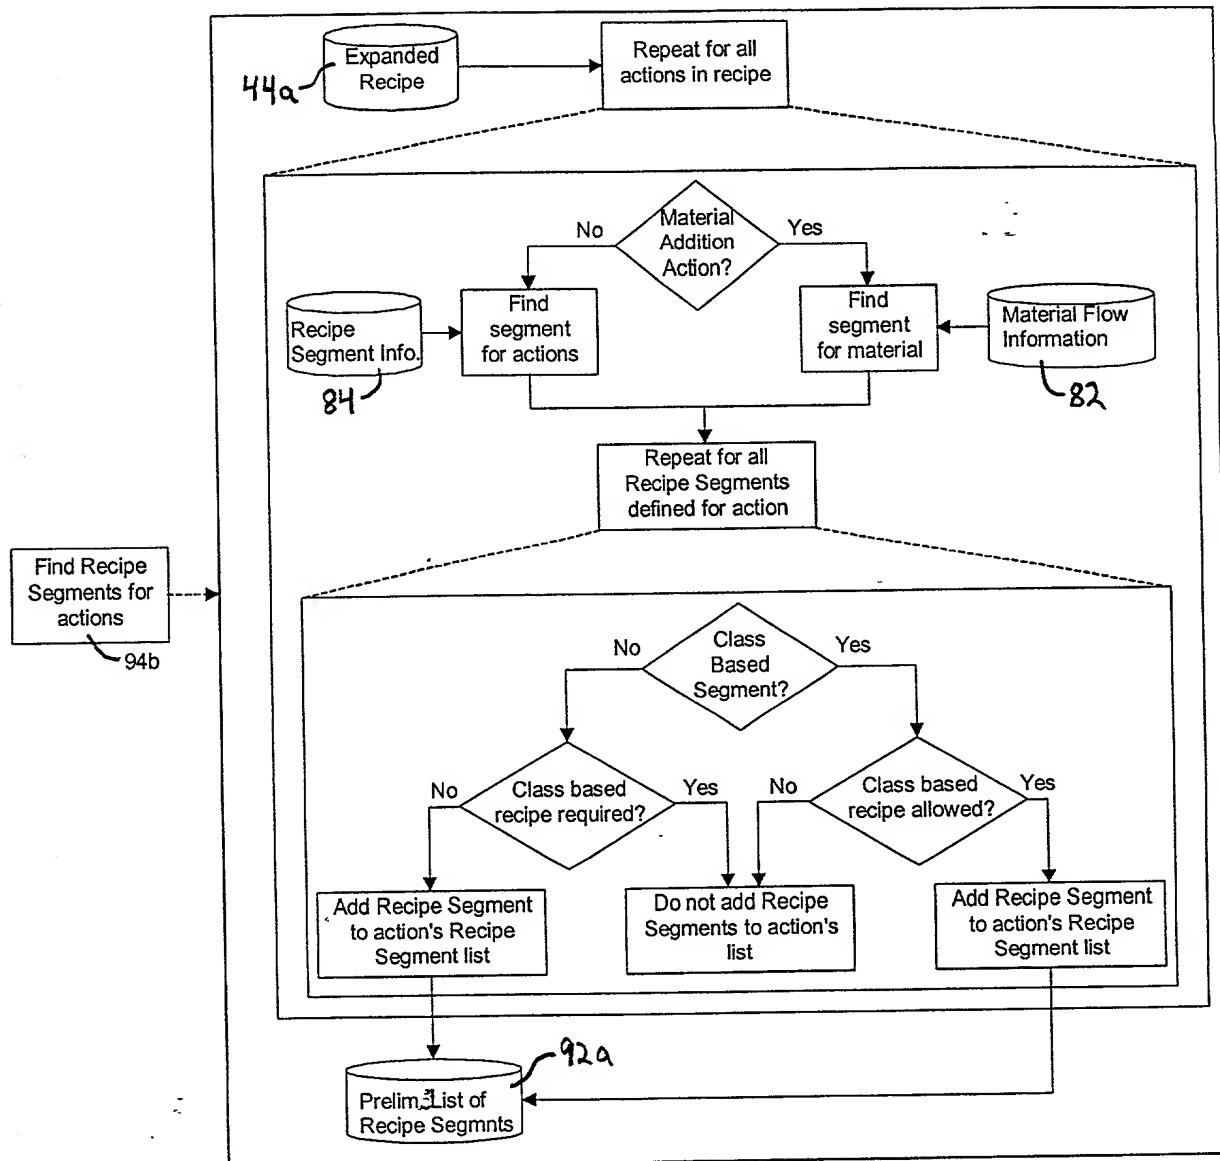 Expanded
Recipe
44a
Repeat for all
actions in recipe
Material
Addition
Action?
No
Yes
Recipe
Segment Info.
84
Find
segment
for actions
Find
segment
for material
Material Flow
Information
82
Repeat for all
Recipe Segments
defined for action
Find Recipe
Segments for
actions
94b
Class
Based
Segment?
No
Yes
Class based
recipe required?
No
Yes
Class based
recipe allowed?
No
Yes
Add Recipe Segment
to action's Recipe
Segment list
Do not add Recipe
Segments to action's
list
Add Recipe Segment
to action's Recipe
Segment list
92a
Prelim. List of
Recipe Segmnts